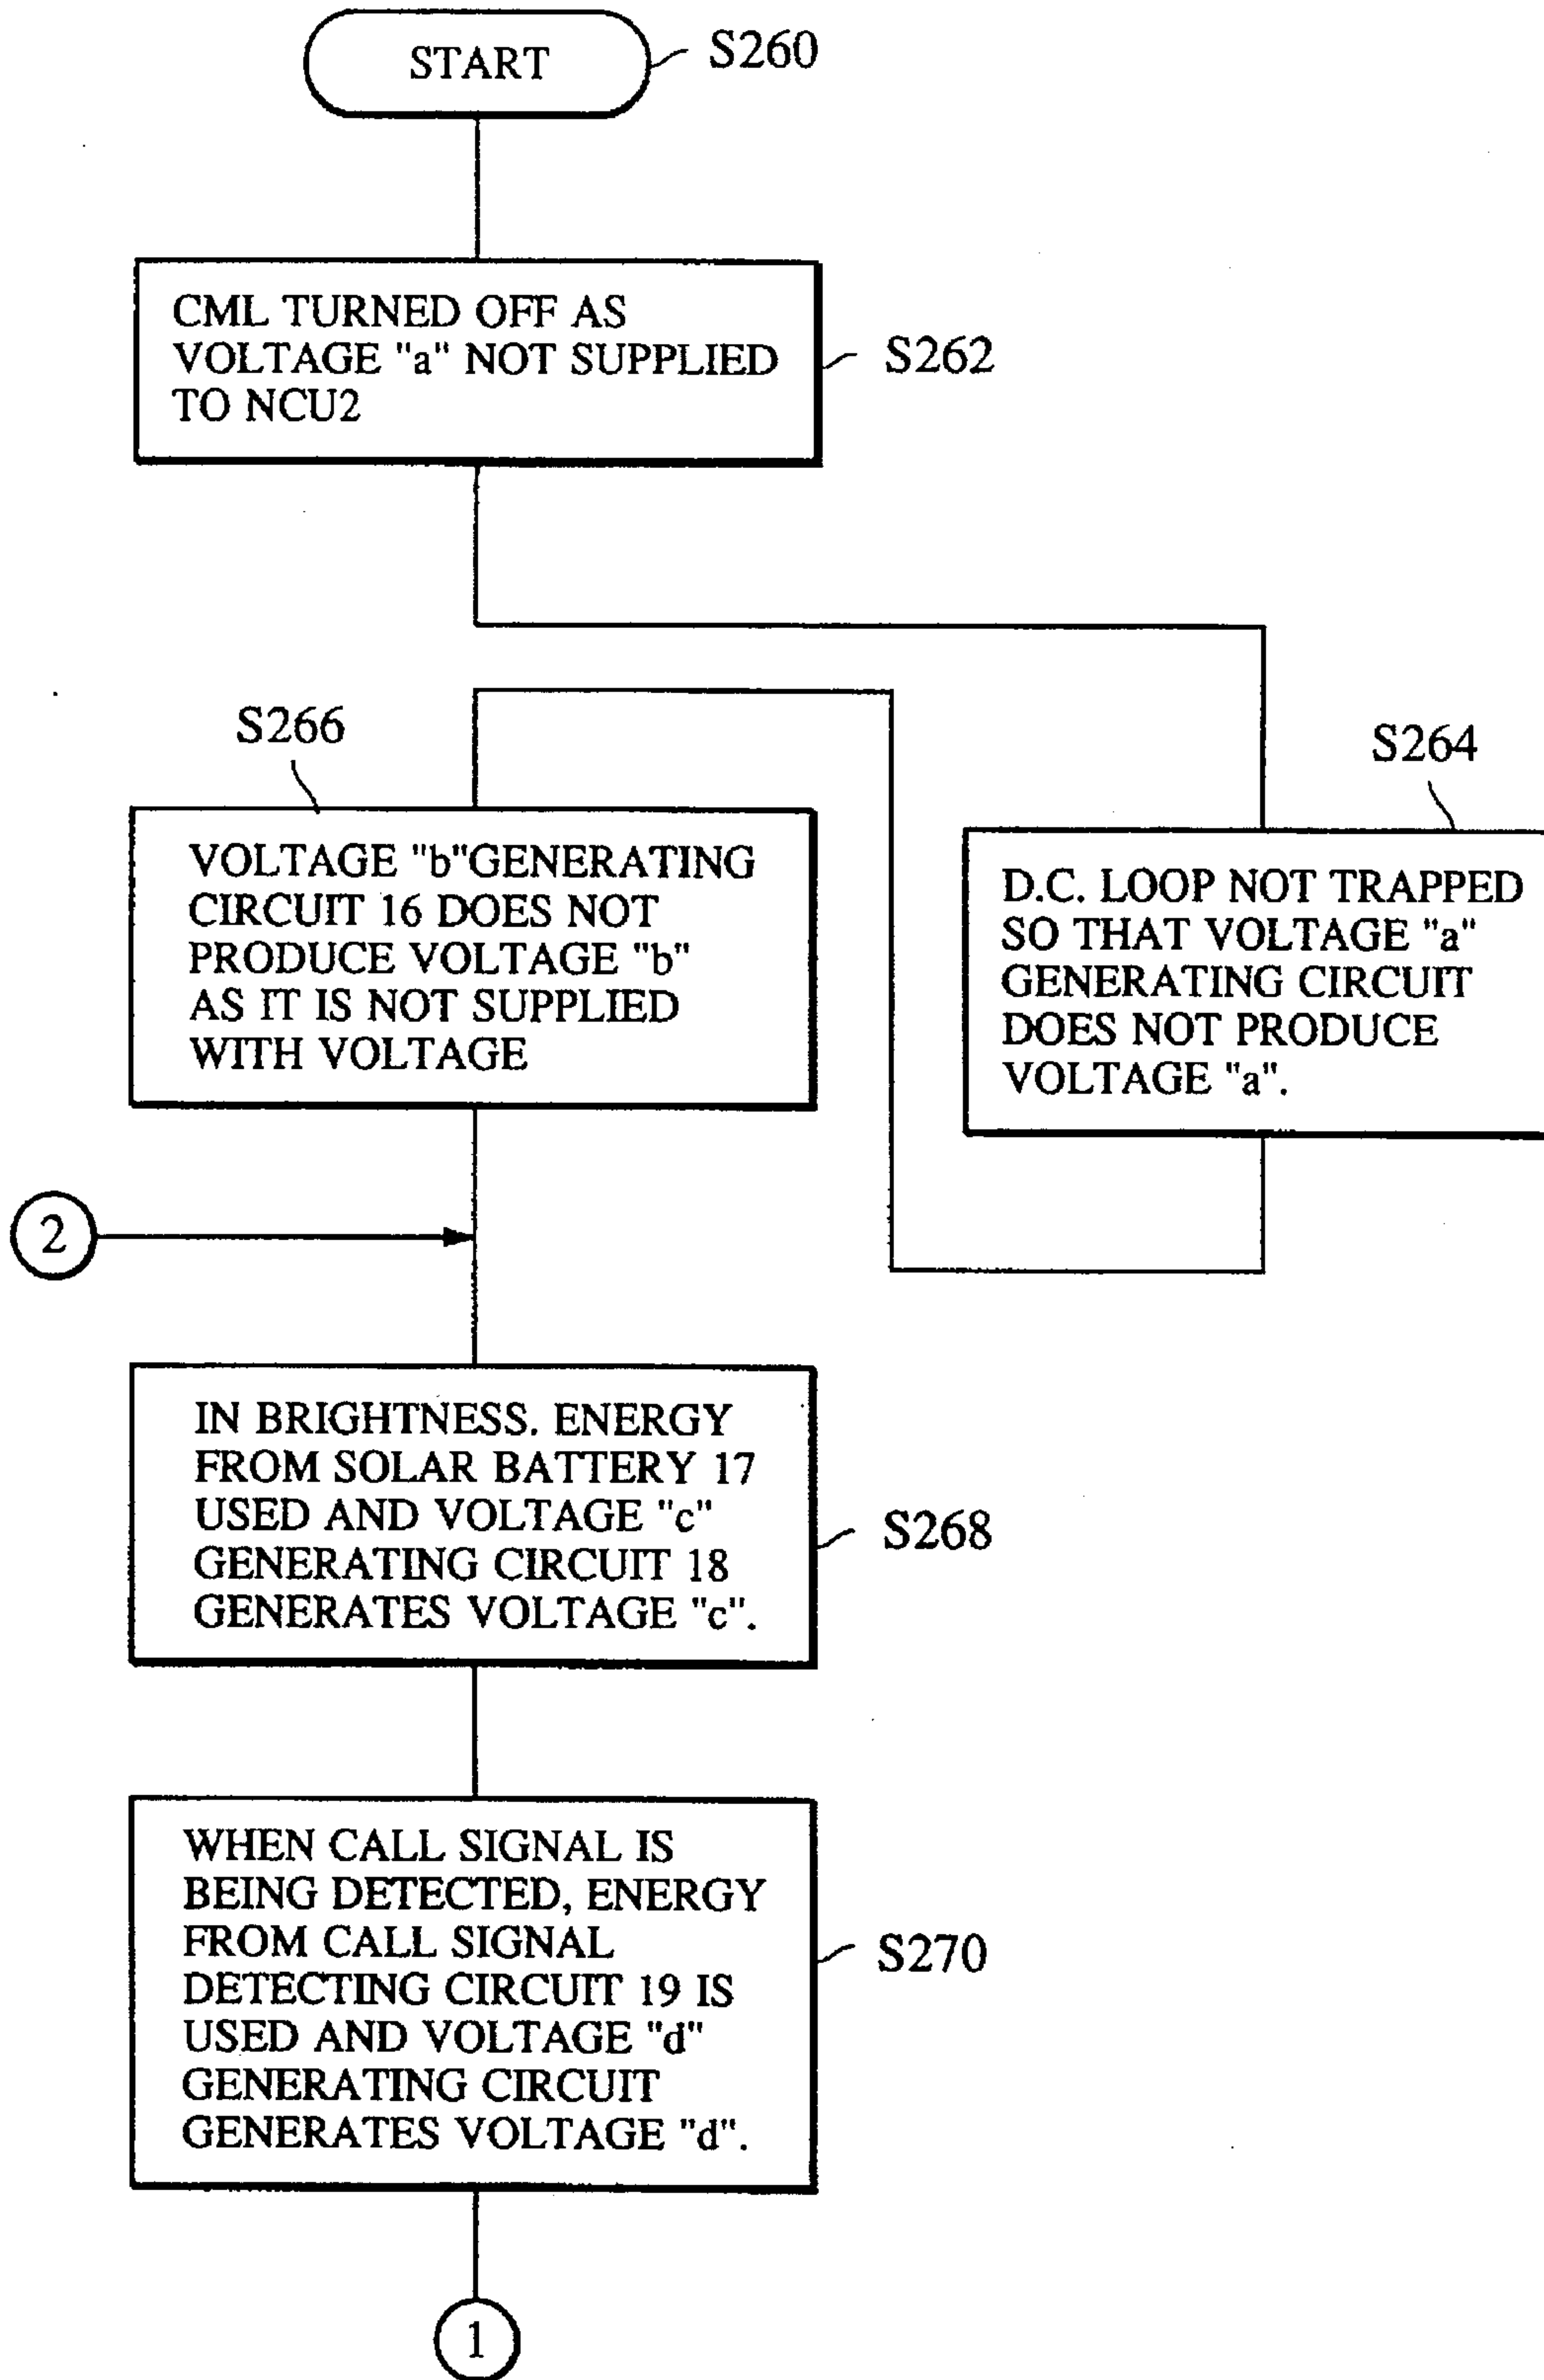 START
S260
CML TURNED OFF AS
VOLTAGE "a" NOT SUPPLIED
TO NCU2
S262
S264
D.C. LOOP NOT TRAPPED
SO THAT VOLTAGE "a"
GENERATING CIRCUIT
DOES NOT PRODUCE
VOLTAGE "a".
S266
VOLTAGE "b"GENERATING
CIRCUIT 16 DOES NOT
PRODUCE VOLTAGE "b"
AS IT IS NOT SUPPLIED
WITH VOLTAGE
2
IN BRIGHTNESS. ENERGY
FROM SOLAR BATTERY 17
USED AND VOLTAGE "c"
GENERATING CIRCUIT 18
GENERATES VOLTAGE "c".
S268
WHEN CALL SIGNAL IS
BEING DETECTED, ENERGY
FROM CALL SIGNAL
DETECTING CIRCUIT 19 IS
USED AND VOLTAGE "d"
GENERATING CIRCUIT
GENERATES VOLTAGE "d".
S270
1